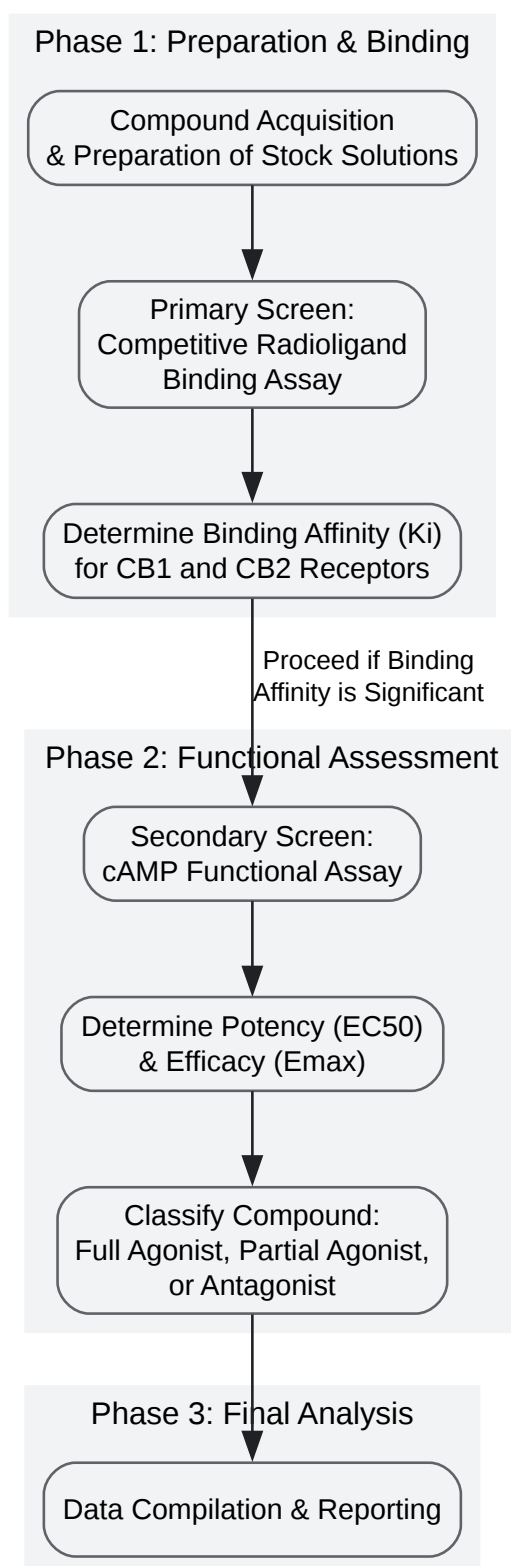 Phase 1: Preparation & Binding
Compound Acquisition
& Preparation of Stock Solutions
Primary Screen:
Competitive Radioligand
Binding Assay
Determine Binding Affinity (Ki)
for CB1 and CB2 Receptors
Proceed if Binding
Affinity is Significant
Phase 2: Functional Assessment
Secondary Screen:
cAMP Functional Assay
Determine Potency (EC50)
& Efficacy (Emax)
Classify Compound:
Full Agonist, Partial Agonist,
or Antagonist
Phase 3: Final Analysis
Data Compilation & Reporting